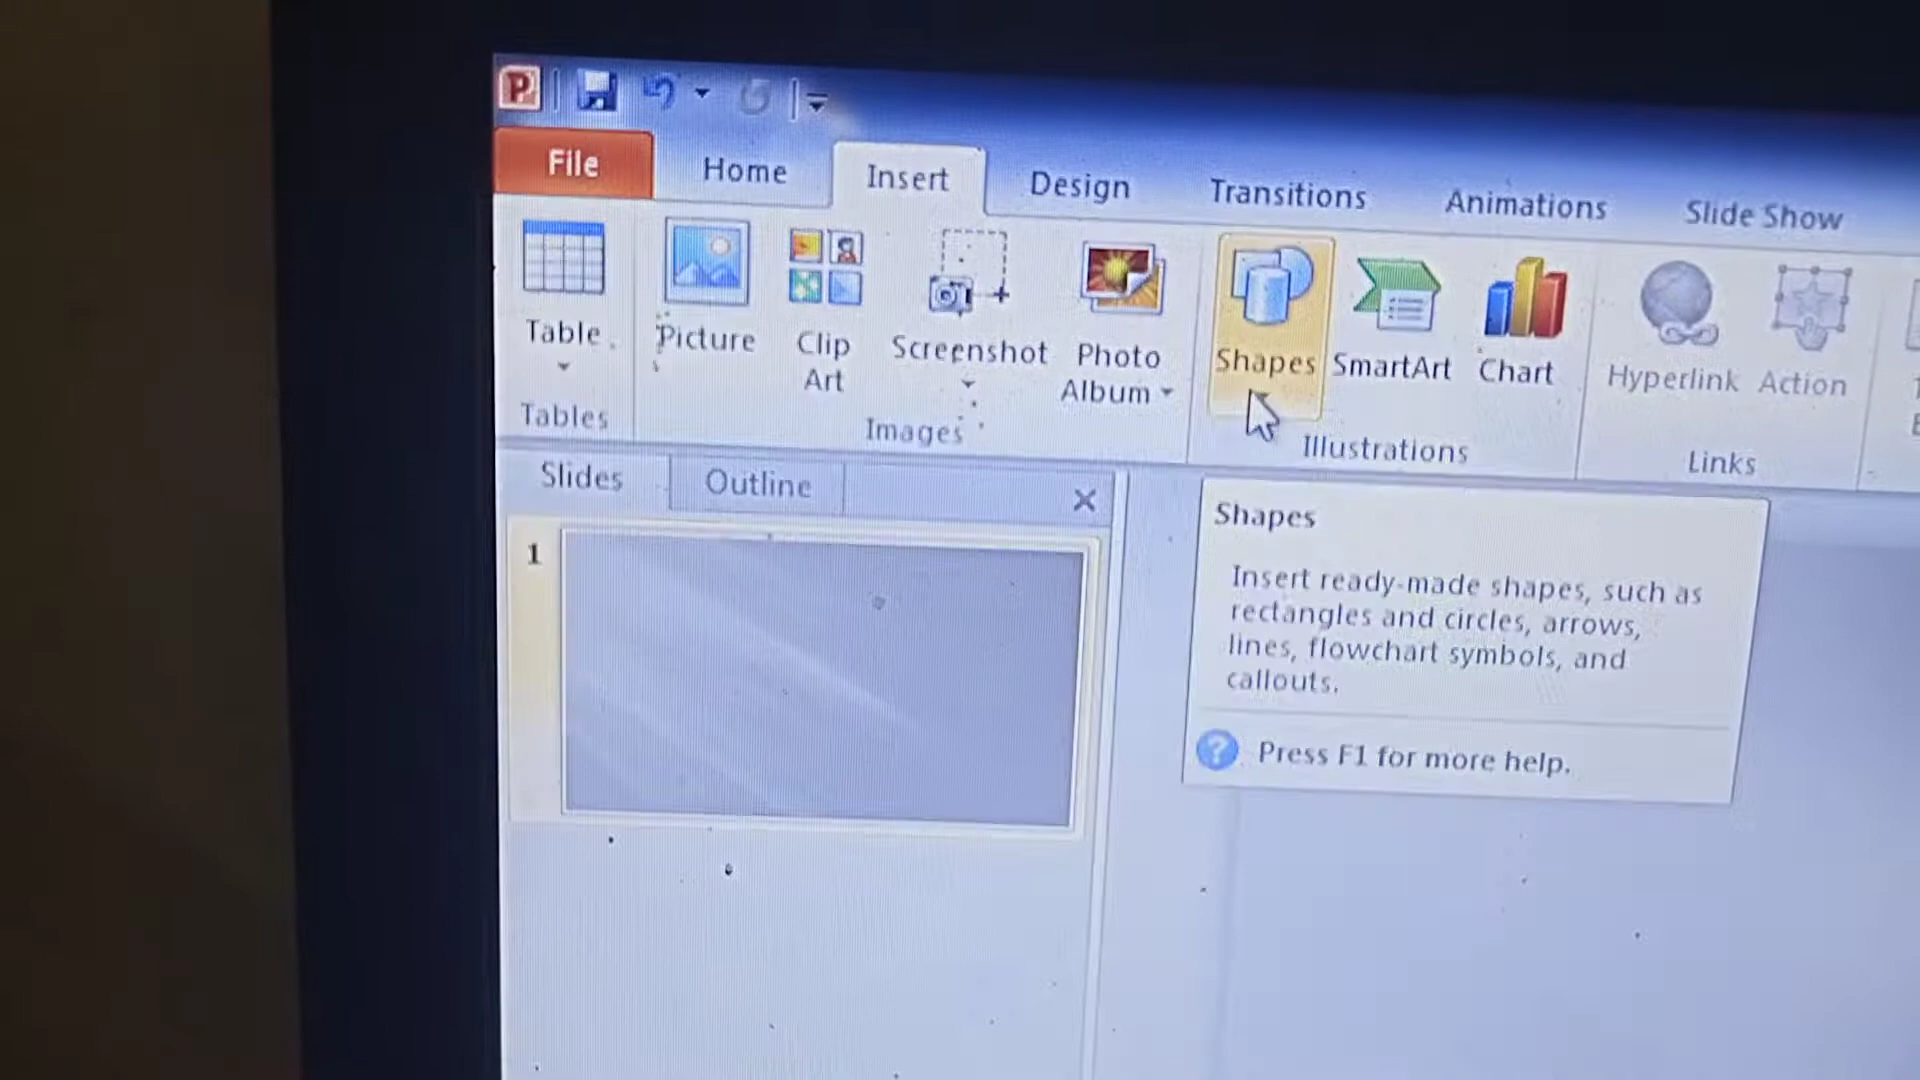 P
File Home Insert Design Transitions Animations Slide Show
Table Picture Clip Art Screenshot Photo Album Shapes SmartArt Chart Hyperlink Action
Tables Images Illustrations Links
Slides Outline
1
Shapes
Insert ready-made shapes, such as
rectangles and circles, arrows,
lines, flowchart symbols, and
callouts.
? Press F1 for more help.